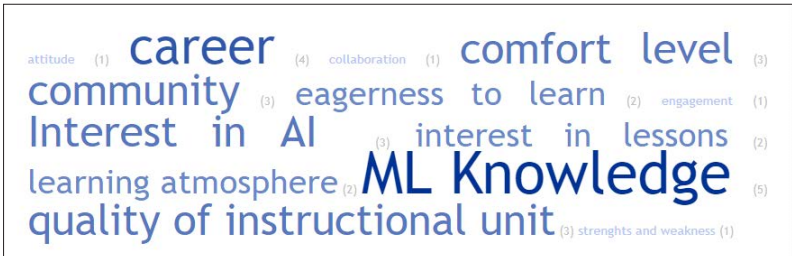 attitude (1) career (4) collaboration (1) comfort level (3)
community (3) eagerness to learn (2) engagement (1)
Interest in AI (3) interest in lessons (2)
learning atmosphere (2) ML Knowledge (5)
quality of instructional unit (3) strenghts and weakness (1)